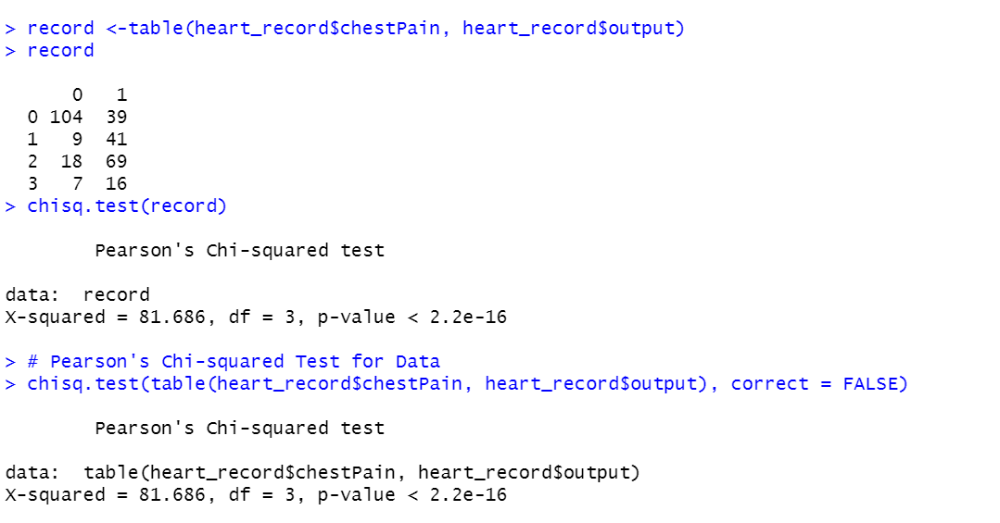 > record <-table(heart_record$chestPain, heart_record$output)
> record
0 1
0 104 39
1 9 41
2 18 69
3 7 16
> chisq.test(record)
Pearson's Chi-squared test
data: record
X-squared = 81.686, df = 3, p-value < 2.2e-16
> # Pearson's Chi-squared Test for Data
> chisq.test(table(heart_record$chestPain, heart_record$output), correct = FALSE)
Pearson's Chi-squared test
data: table(heart_record$chestPain, heart_record$output)
X-squared = 81.686, df = 3, p-value < 2.2e-16